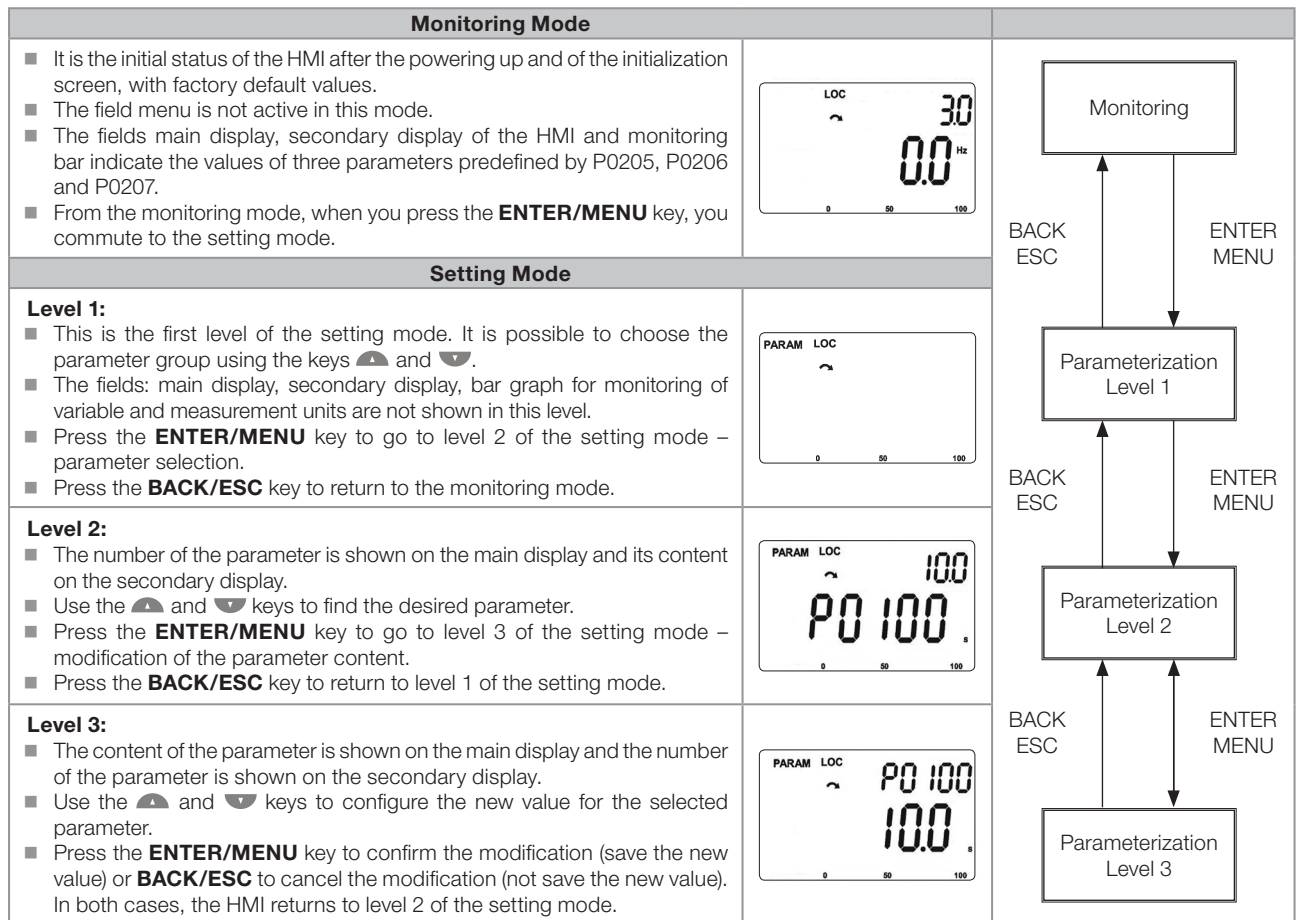 Monitoring Mode
■ It is the initial status of the HMI after the powering up and of the initialization
screen, with factory default values.
■ The field menu is not active in this mode.
■ The fields main display, secondary display of the HMI and monitoring
bar indicate the values of three parameters predefined by P0205, P0206
and P0207.
■ From the monitoring mode, when you press the ENTER/MENU key, you
commute to the setting mode.
LOC
3.0
0.0 Hz
0 50 100
Setting Mode
Level 1:
■ This is the first level of the setting mode. It is possible to choose the
parameter group using the keys and .
■ The fields: main display, secondary display, bar graph for monitoring of
variable and measurement units are not shown in this level.
■ Press the ENTER/MENU key to go to level 2 of the setting mode –
parameter selection.
■ Press the BACK/ESC key to return to the monitoring mode.
PARAM LOC
0 50 100
Level 2:
■ The number of the parameter is shown on the main display and its content
on the secondary display.
■ Use the and keys to find the desired parameter.
■ Press the ENTER/MENU key to go to level 3 of the setting mode –
modification of the parameter content.
■ Press the BACK/ESC key to return to level 1 of the setting mode.
PARAM LOC
10.0
P0100 s
0 50 100
Level 3:
■ The content of the parameter is shown on the main display and the number
of the parameter is shown on the secondary display.
■ Use the and keys to configure the new value for the selected
parameter.
■ Press the ENTER/MENU key to confirm the modification (save the new
value) or BACK/ESC to cancel the modification (not save the new value).
In both cases, the HMI returns to level 2 of the setting mode.
PARAM LOC
P0100
10.0 s
0 50 100
Monitoring
BACK
ESC
ENTER
MENU
Parameterization
Level 1
BACK
ESC
ENTER
MENU
Parameterization
Level 2
BACK
ESC
ENTER
MENU
Parameterization
Level 3